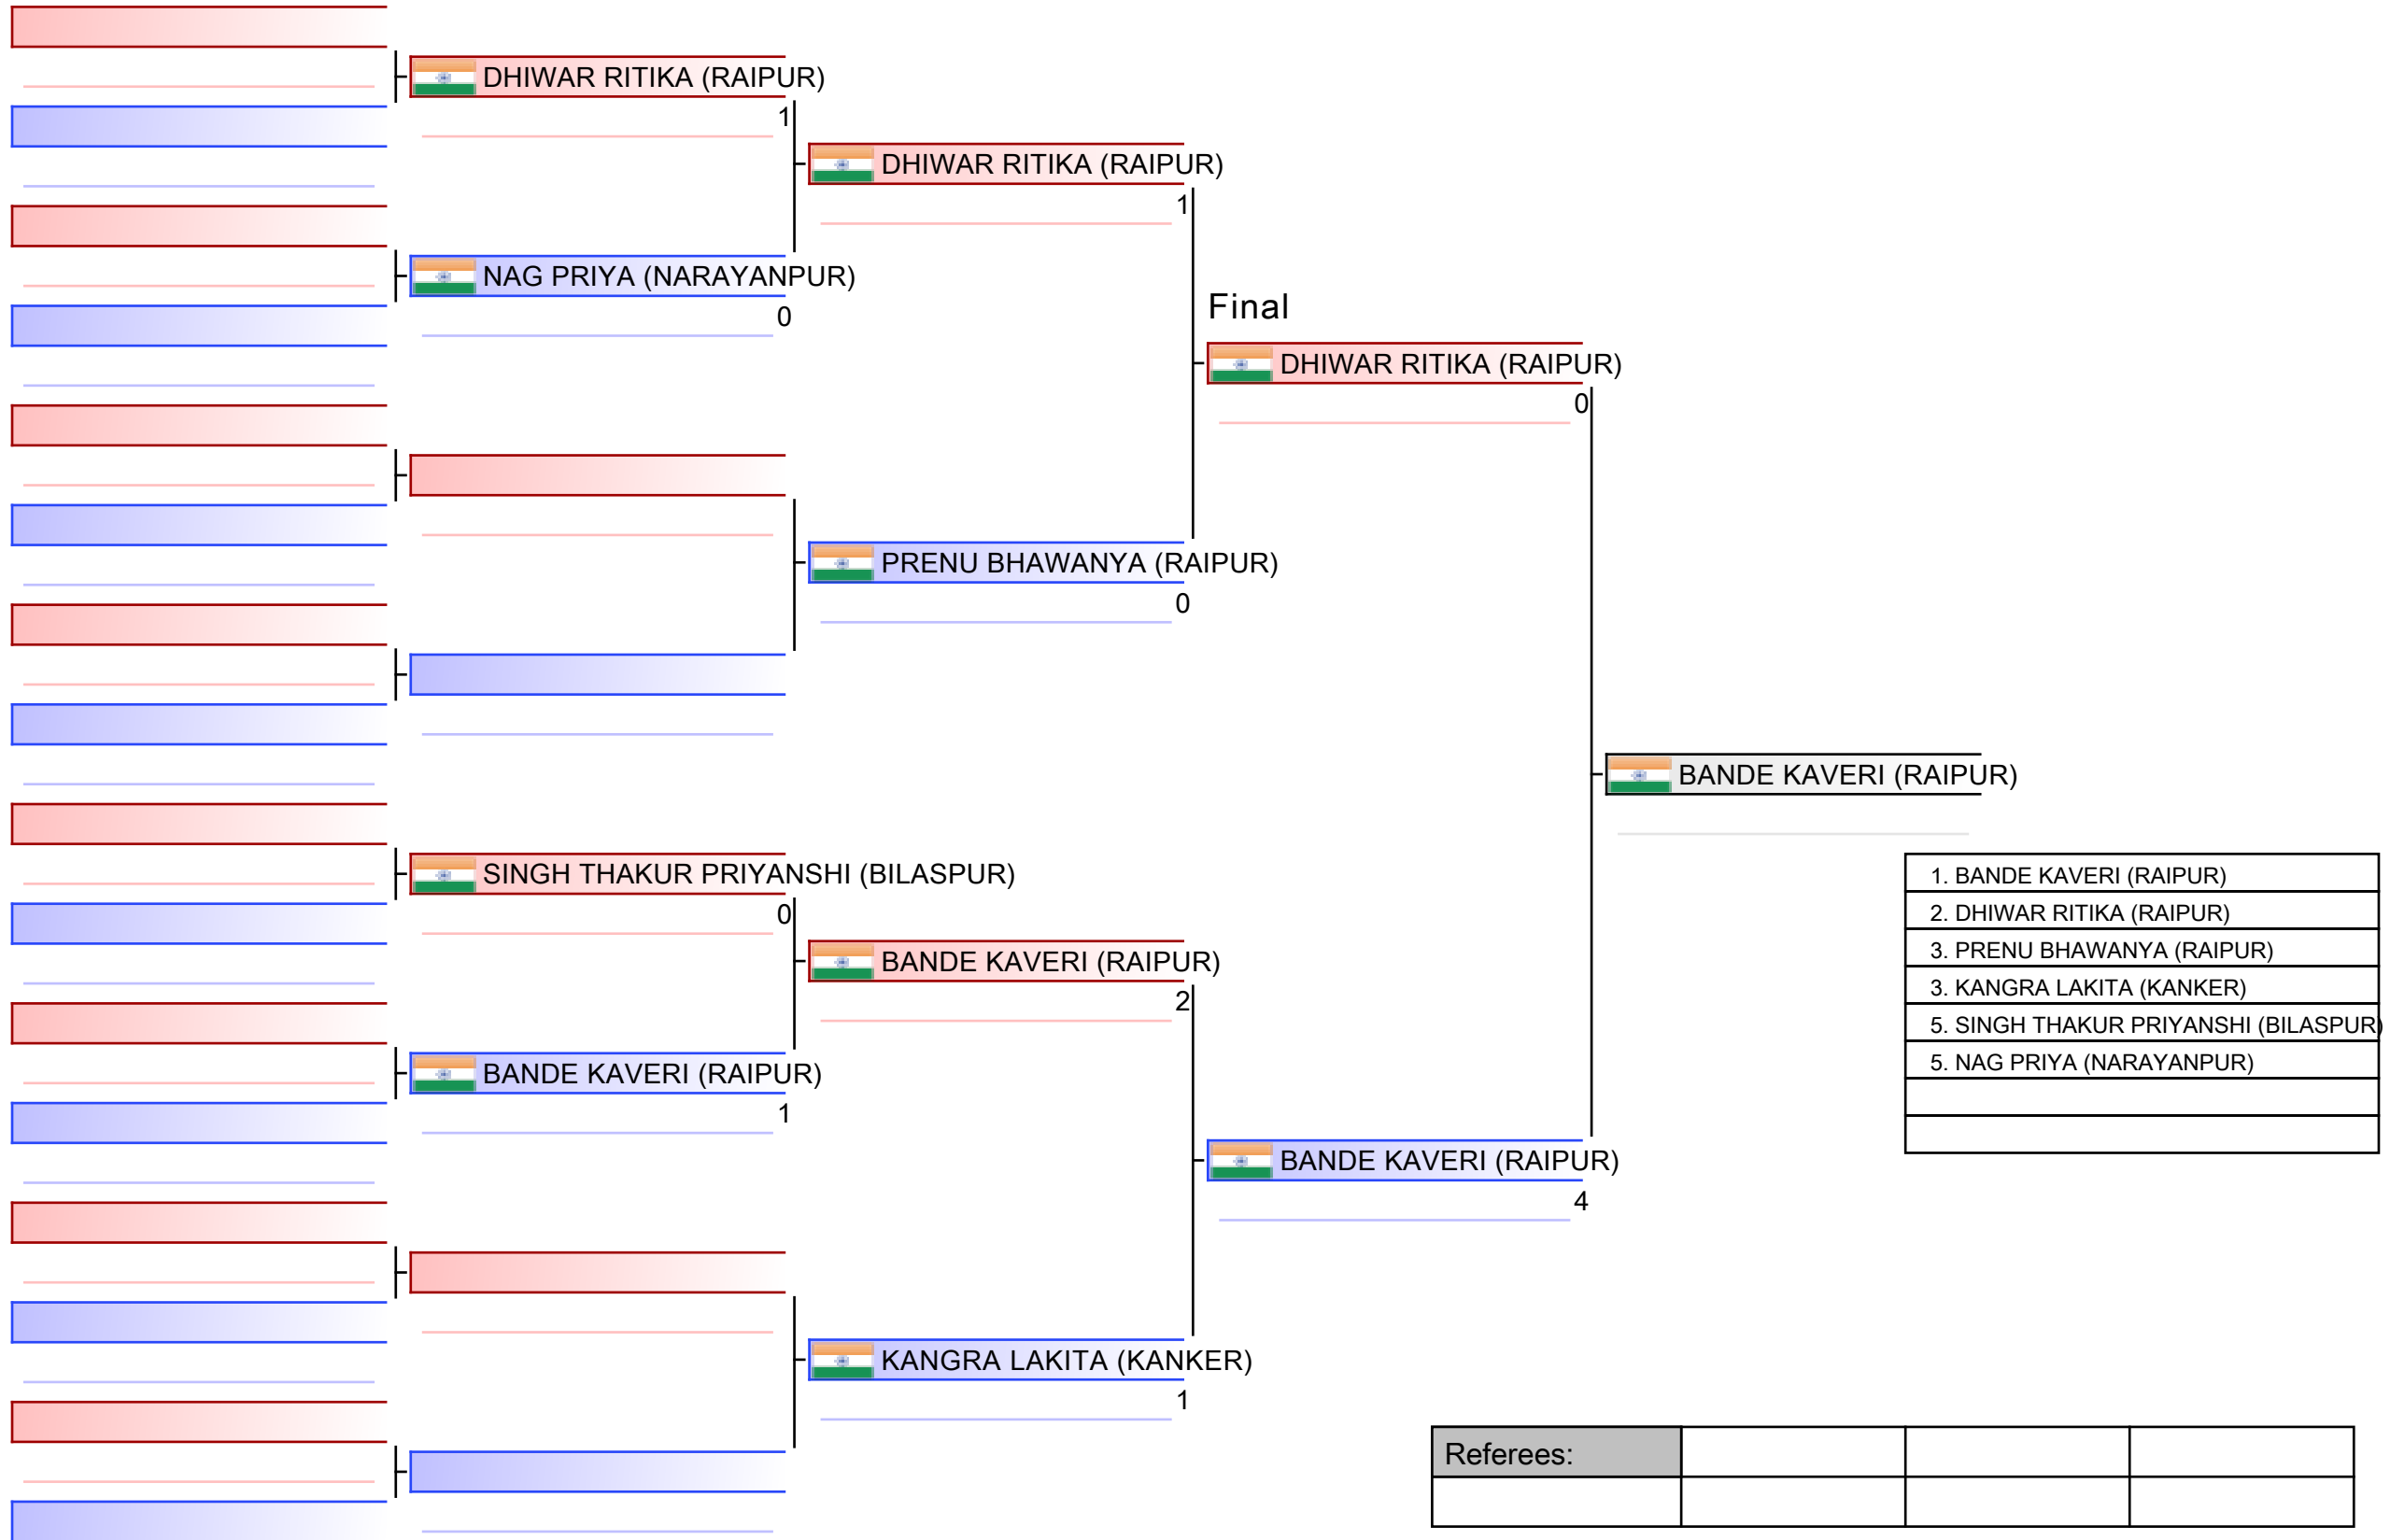 DHIWAR RITIKA (RAIPUR)
1
NAG PRIYA (NARAYANPUR)
0
SINGH THAKUR PRIYANSHI (BILASPUR)
0
BANDE KAVERI (RAIPUR)
1
DHIWAR RITIKA (RAIPUR)
1
PRENU BHAWANYA (RAIPUR)
0
BANDE KAVERI (RAIPUR)
2
KANGRA LAKITA (KANKER)
1
Final
DHIWAR RITIKA (RAIPUR)
0
BANDE KAVERI (RAIPUR)
4
BANDE KAVERI (RAIPUR)
1. BANDE KAVERI (RAIPUR)
2. DHIWAR RITIKA (RAIPUR)
3. PRENU BHAWANYA (RAIPUR)
3. KANGRA LAKITA (KANKER)
5. SINGH THAKUR PRIYANSHI (BILASPUR)
5. NAG PRIYA (NARAYANPUR)
Referees: